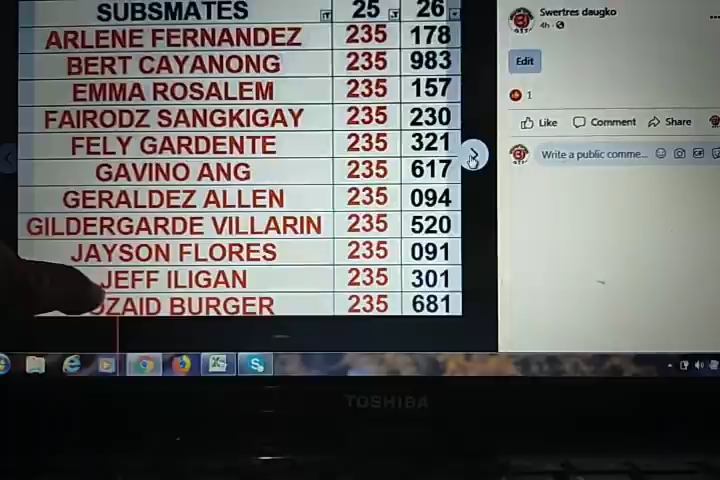 SUBSMATES 25 26
ARLENE FERNANDEZ 235 178
BERT CAYANONG 235 983
EMMA ROSALEM 235 157
FAIRODZ SANGKIGAY 235 230
FELY GARDENTE 235 321
GAVINO ANG 235 617
GERALDEZ ALLEN 235 094
GILDERGARDE VILLARIN 235 520
JAYSON FLORES 235 091
JEFF ILIGAN 235 301
BURGER 235 681
Swertres daugko
4h
Edit
1
Like Comment Share
Write a public comme...
TOSHIBA